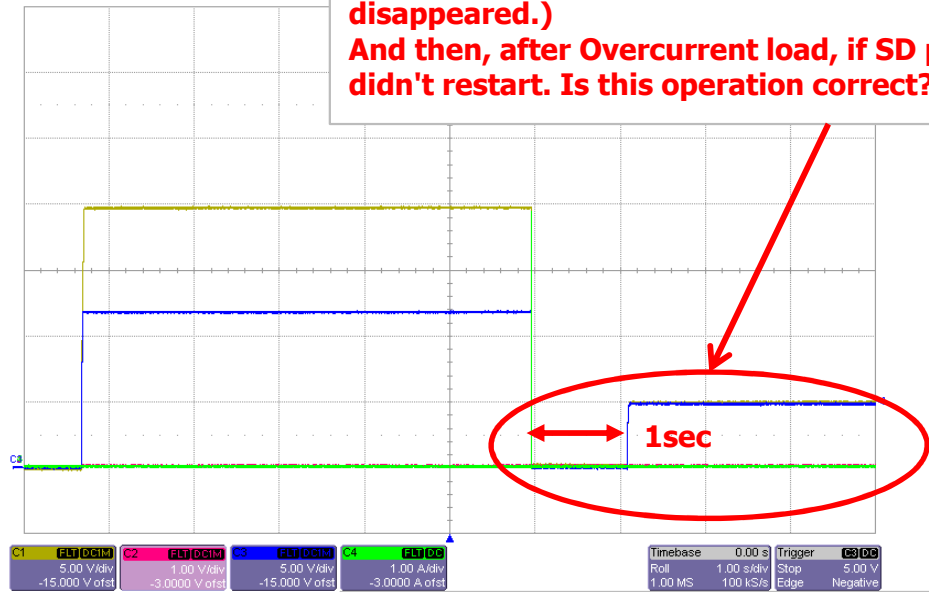 disappeared.)
And then, after Overcurrent load, if SD
didn't restart. Is this operation correct?
1sec
C1 FLT DC1M
5.00 V/div
-15.000 V ofst
C2 FLT DC1M
1.00 V/div
-3.0000 V ofst
C3 FLT DC1M
5.00 V/div
-15.000 V ofst
C4 FLT DC
1.00 A/div
-3.0000 A ofst
Timebase 0.00 s
Roll 1.00 s/div
1.00 MS 100 kS/s
Trigger C3 DC
Stop 5.00 V
Edge Negative